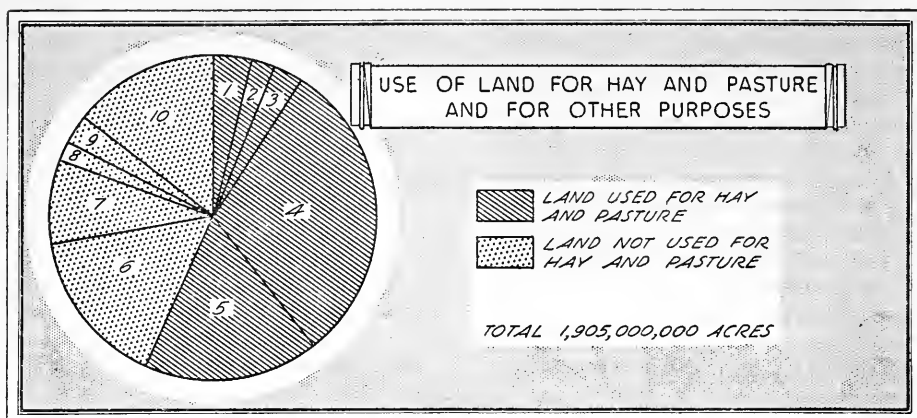 USE OF LAND FOR HAY AND PASTURE
AND FOR OTHER PURPOSES
1
2
3
4
5
6
7
8
9
10
LAND USED FOR HAY
AND PASTURE
LAND NOT USED FOR
HAY AND PASTURE
TOTAL 1,905,000,000 ACRES